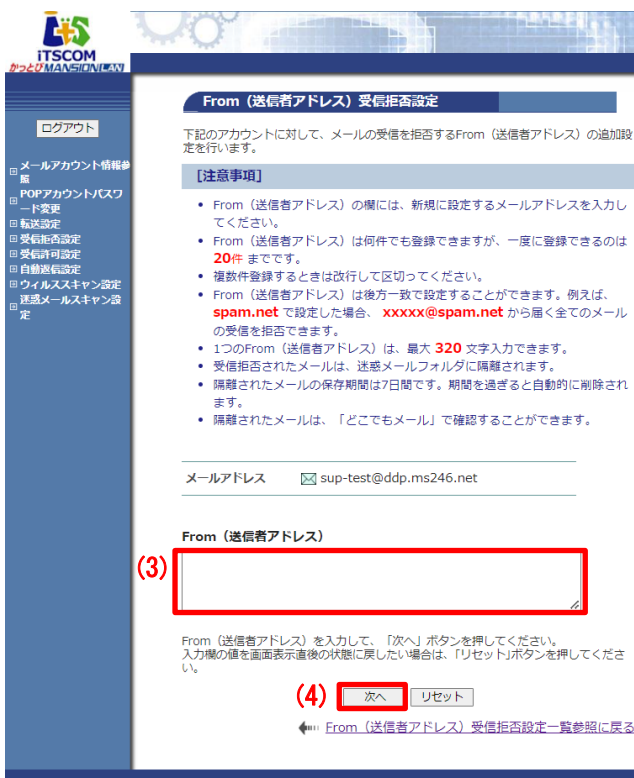 iTSCOM
かっとびMANSION LAN
ログアウト
メールアカウント情報参
照
POPアカウントパスワ
ード変更
転送設定
受信拒否設定
受信許可設定
自動返信設定
ウィルススキャン設定
迷惑メールスキャン設
定
From（送信者アドレス）受信拒否設定
下記のアカウントに対して、メールの受信を拒否するFrom（送信者アドレス）の追加設
定を行います。
[注意事項]
• From（送信者アドレス）の欄には、新規に設定するメールアドレスを入力し
てください。
• From（送信者アドレス）は何件でも登録できますが、一度に登録できるのは
20件 までです。
• 複数件登録するときは改行して区切ってください。
• From（送信者アドレス）は後方一致で設定することができます。例えば、
spam.net で設定した場合、 xxxxx@spam.net から届く全てのメール
の受信を拒否できます。
• 1つのFrom（送信者アドレス）は、最大 320 文字入力できます。
• 受信拒否されたメールは、迷惑メールフォルダに隔離されます。
• 隔離されたメールの保存期間は7日間です。期間を過ぎると自動的に削除され
ます。
• 隔離されたメールは、「どこでもメール」で確認することができます。
メールアドレス sup-test@ddp.ms246.net
From（送信者アドレス）
(3)
From（送信者アドレス）を入力して、「次へ」ボタンを押してください。
入力欄の値を画面表示直後の状態に戻したい場合は、「リセット」ボタンを押してくださ
い。
(4) 次へ リセット
From（送信者アドレス）受信拒否設定一覧参照に戻る